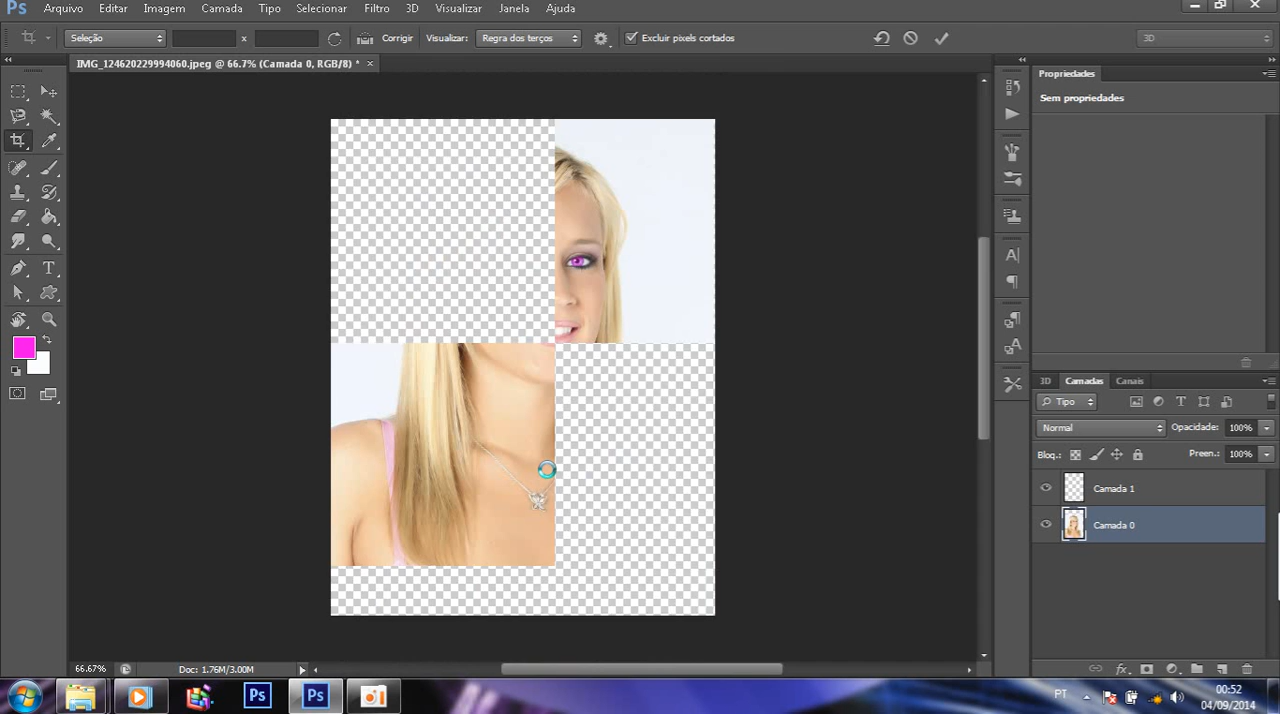 Ps Arquivo Editar Imagem Camada Tipo Selecionar Filtro 3D Visualizar Janela Ajuda
Seleção x Corrigir Visualizar: Regra dos terços Excluir pixels cortados 3D
IMG_124620229994060.jpeg @ 66.7% (Camada 0, RGB/8) * ×
Propriedades
Sem propriedades
3D Camadas Canais
Tipo
Normal Opacidade: 100%
Bloq.: Preen.: 100%
Camada 1
Camada 0
66.67% Doc: 1.76M/3.00M
Ps Ps PT 00:52
04/09/2014